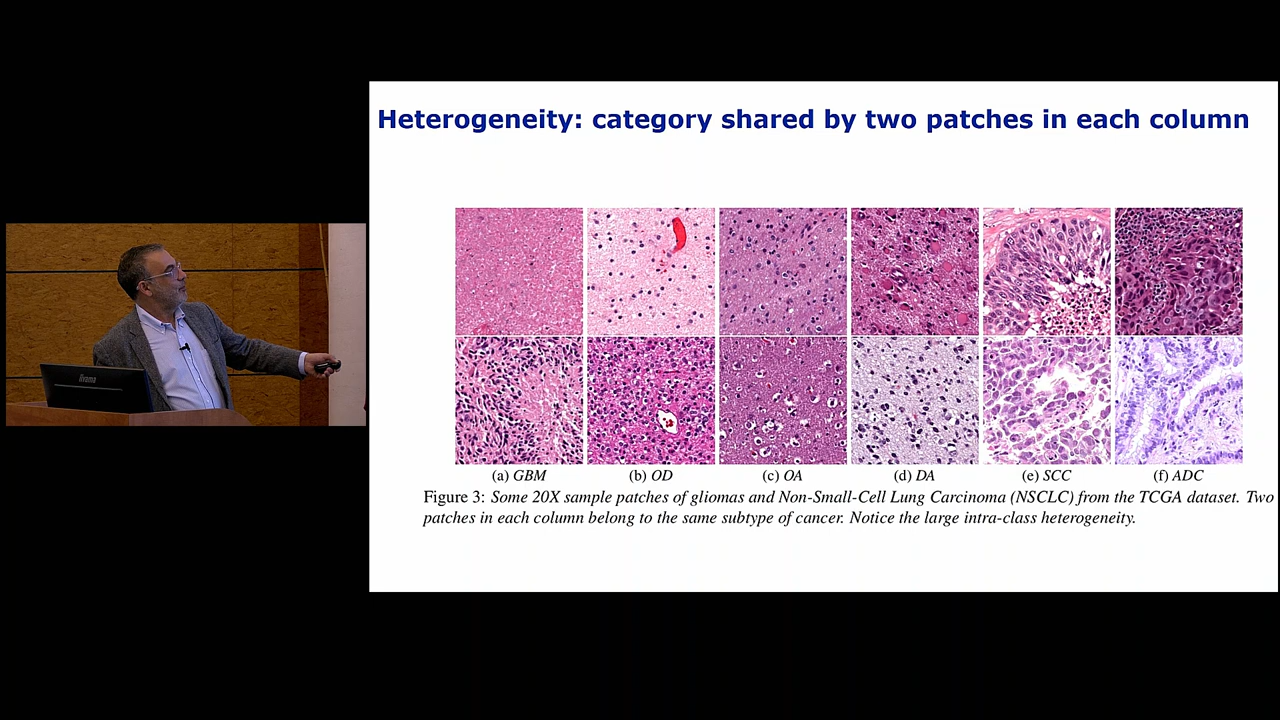 Heterogeneity: category shared by two patches in each column
(a) GBM
(b) OD
(c) OA
(d) DA
(e) SCC
(f) ADC
Figure 3: Some 20X sample patches of gliomas and Non-Small-Cell Lung Carcinoma (NSCLC) from the TCGA dataset. Two
patches in each column belong to the same subtype of cancer. Notice the large intra-class heterogeneity.
iiyama